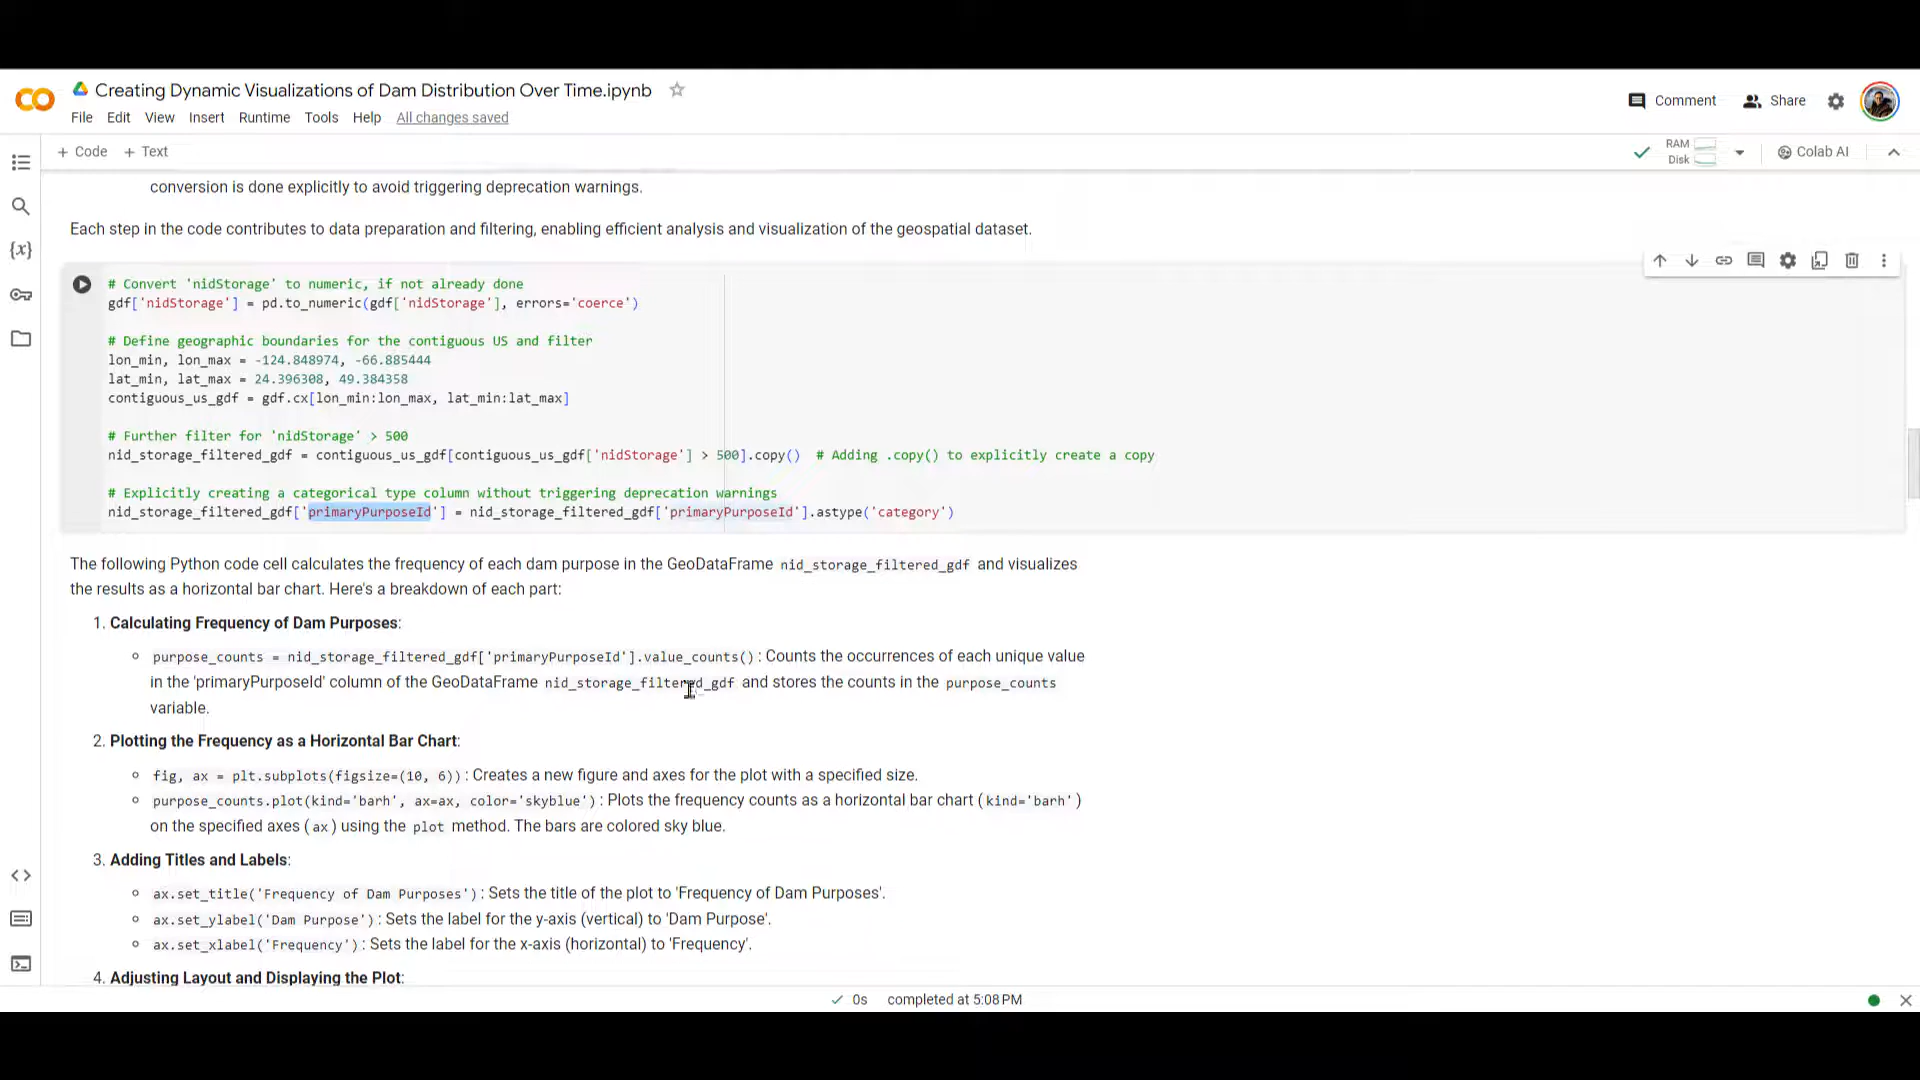 Creating Dynamic Visualizations of Dam Distribution Over Time.ipynb
Comment
Share
File Edit View Insert Runtime Tools Help All changes saved
+ Code + Text
RAM
Disk
Colab AI
conversion is done explicitly to avoid triggering deprecation warnings.
Each step in the code contributes to data preparation and filtering, enabling efficient analysis and visualization of the geospatial dataset.
# Convert 'nidStorage' to numeric, if not already done
gdf['nidStorage'] = pd.to_numeric(gdf['nidStorage'], errors='coerce')
# Define geographic boundaries for the contiguous US and filter
lon_min, lon_max = -124.848974, -66.885444
lat_min, lat_max = 24.396308, 49.384358
contiguous_us_gdf = gdf.cx[lon_min:lon_max, lat_min:lat_max]
# Further filter for 'nidStorage' > 500
nid_storage_filtered_gdf = contiguous_us_gdf[contiguous_us_gdf['nidStorage'] > 500].copy()  # Adding .copy() to explicitly create a copy
# Explicitly creating a categorical type column without triggering deprecation warnings
nid_storage_filtered_gdf['primaryPurposeId'] = nid_storage_filtered_gdf['primaryPurposeId'].astype('category')
The following Python code cell calculates the frequency of each dam purpose in the GeoDataFrame nid_storage_filtered_gdf and visualizes
the results as a horizontal bar chart. Here's a breakdown of each part:
1. Calculating Frequency of Dam Purposes:
purpose_counts = nid_storage_filtered_gdf['primaryPurposeId'].value_counts() : Counts the occurrences of each unique value
in the 'primaryPurposeId' column of the GeoDataFrame nid_storage_filtered_gdf and stores the counts in the purpose_counts
variable.
2. Plotting the Frequency as a Horizontal Bar Chart:
fig, ax = plt.subplots(figsize=(10, 6)) : Creates a new figure and axes for the plot with a specified size.
purpose_counts.plot(kind='barh', ax=ax, color='skyblue') : Plots the frequency counts as a horizontal bar chart ( kind='barh' )
on the specified axes ( ax ) using the plot method. The bars are colored sky blue.
3. Adding Titles and Labels:
ax.set_title('Frequency of Dam Purposes') : Sets the title of the plot to 'Frequency of Dam Purposes'.
ax.set_ylabel('Dam Purpose') : Sets the label for the y-axis (vertical) to 'Dam Purpose'.
ax.set_xlabel('Frequency') : Sets the label for the x-axis (horizontal) to 'Frequency'.
4. Adjusting Layout and Displaying the Plot:
0s completed at 5:08 PM